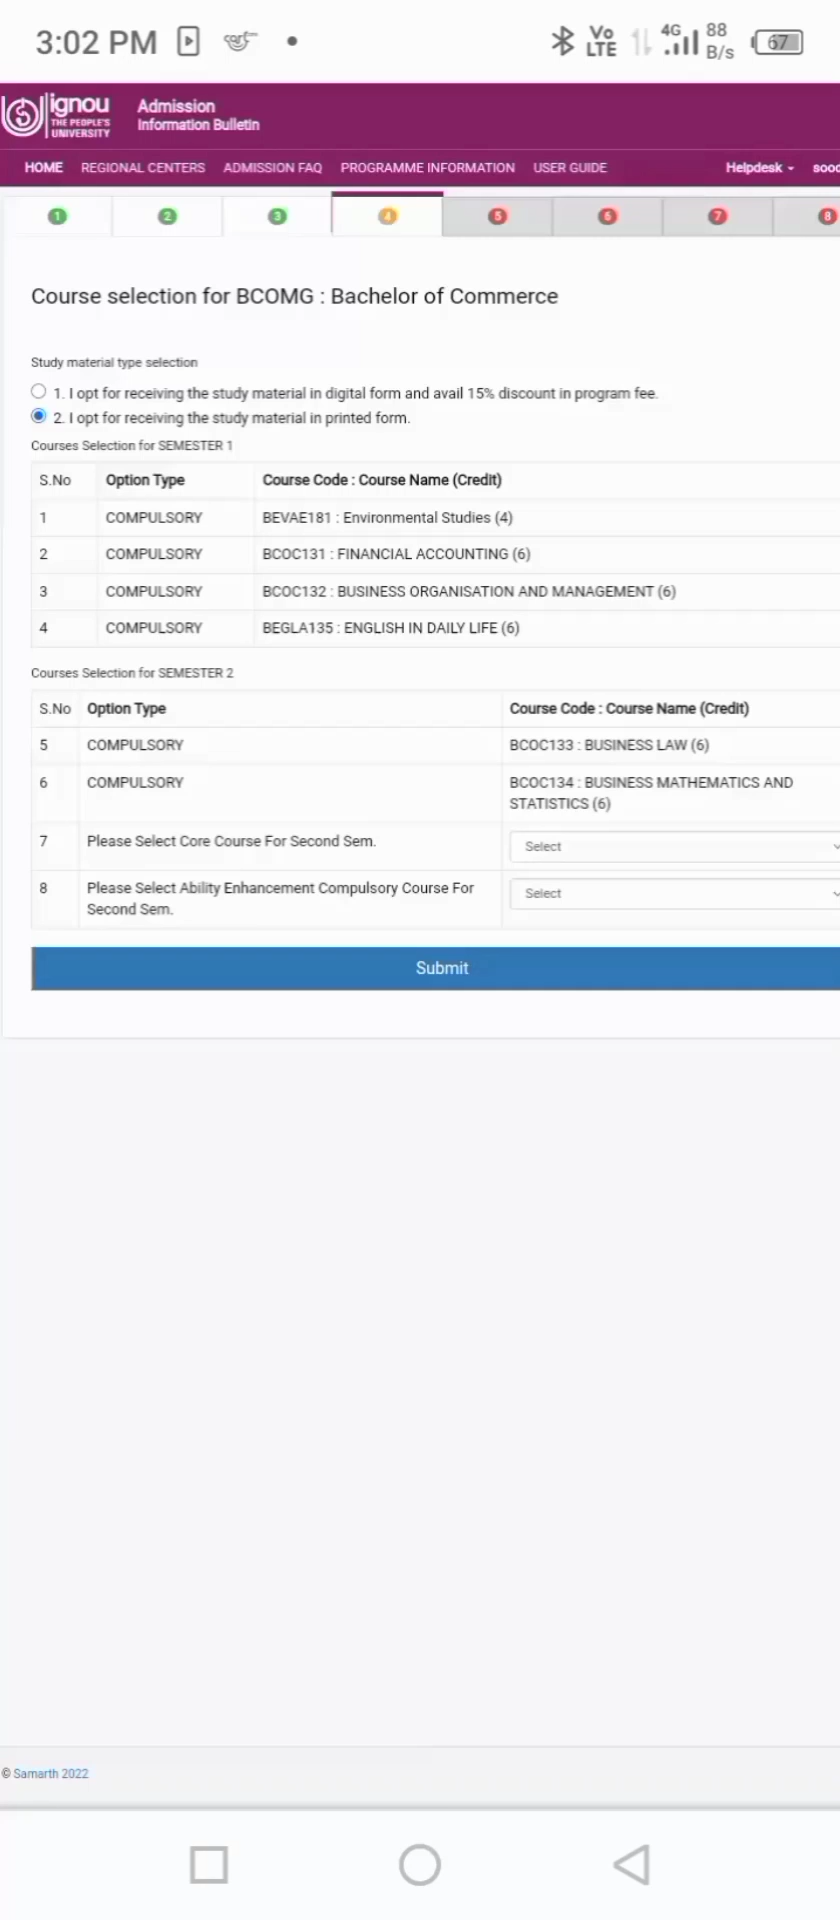 3:02 PM
Vo LTE 4G 88 B/s 67
ignou
THE PEOPLE'S
UNIVERSITY
Admission
Information Bulletin
HOME REGIONAL CENTERS ADMISSION FAQ PROGRAMME INFORMATION USER GUIDE Helpdesk
1 2 3 4 5 6 7 8
Course selection for BCOMG : Bachelor of Commerce
Study material type selection
1. I opt for receiving the study material in digital form and avail 15% discount in program fee.
2. I opt for receiving the study material in printed form.
Courses Selection for SEMESTER 1
S.No Option Type Course Code : Course Name (Credit)
1 COMPULSORY BEVAE181 : Environmental Studies (4)
2 COMPULSORY BCOC131 : FINANCIAL ACCOUNTING (6)
3 COMPULSORY BCOC132 : BUSINESS ORGANISATION AND MANAGEMENT (6)
4 COMPULSORY BEGLA135 : ENGLISH IN DAILY LIFE (6)
Courses Selection for SEMESTER 2
S.No Option Type Course Code : Course Name (Credit)
5 COMPULSORY BCOC133 : BUSINESS LAW (6)
6 COMPULSORY BCOC134 : BUSINESS MATHEMATICS AND
STATISTICS (6)
7 Please Select Core Course For Second Sem. Select
8 Please Select Ability Enhancement Compulsory Course For Select
Second Sem.
Submit
© Samarth 2022